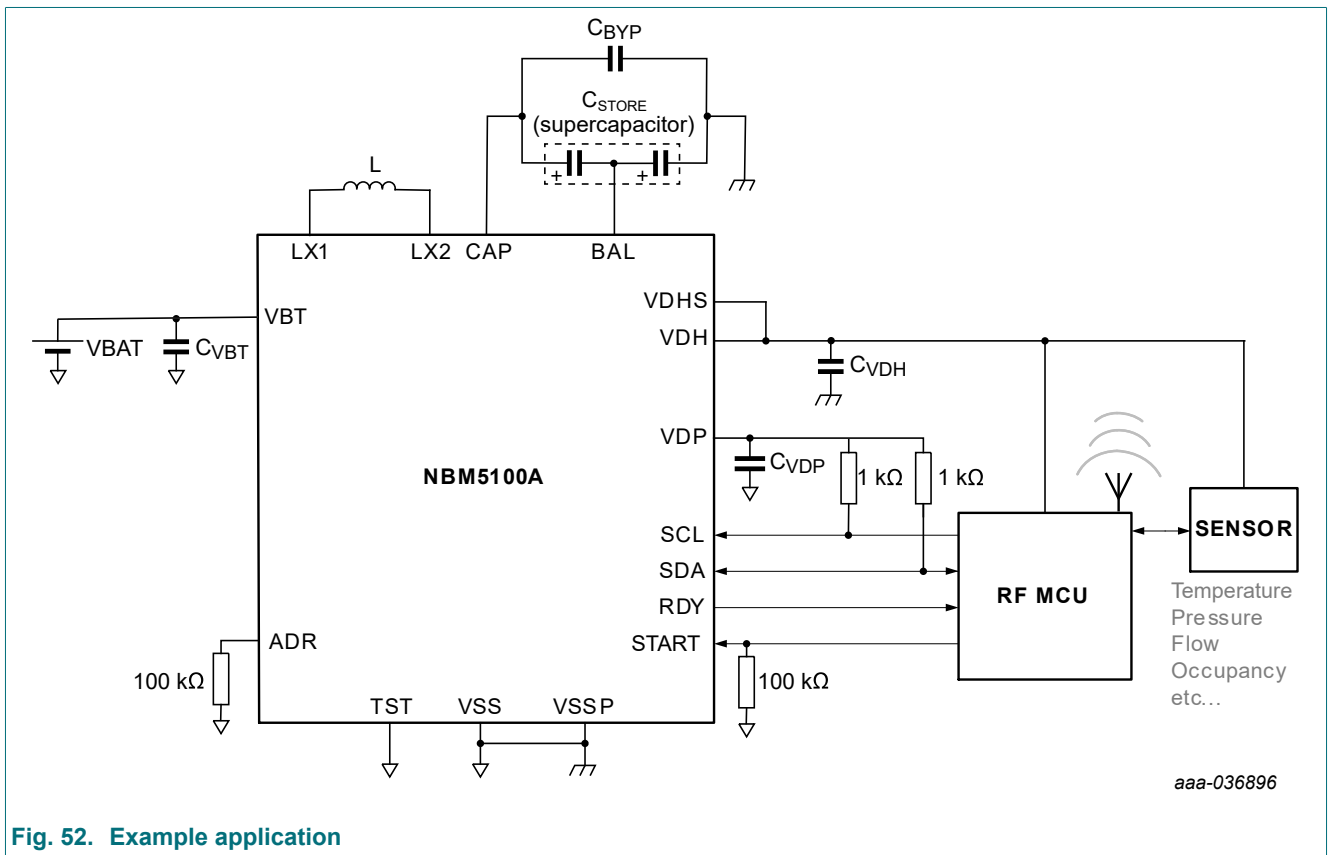 CBYP
CSTORE
(supercapacitor)
+
+
L
LX1
LX2
CAP
BAL
VBT
VBAT
CVBT
VDHS
VDH
CVDH
VDP
CVDP
1 kΩ
1 kΩ
NBM5100A
SCL
SDA
RDY
START
RF MCU
SENSOR
Temperature
Pressure
Flow
Occupancy
etc...
ADR
100 kΩ
100 kΩ
TST
VSS
VSSP
aaa-036896
Fig. 52. Example application